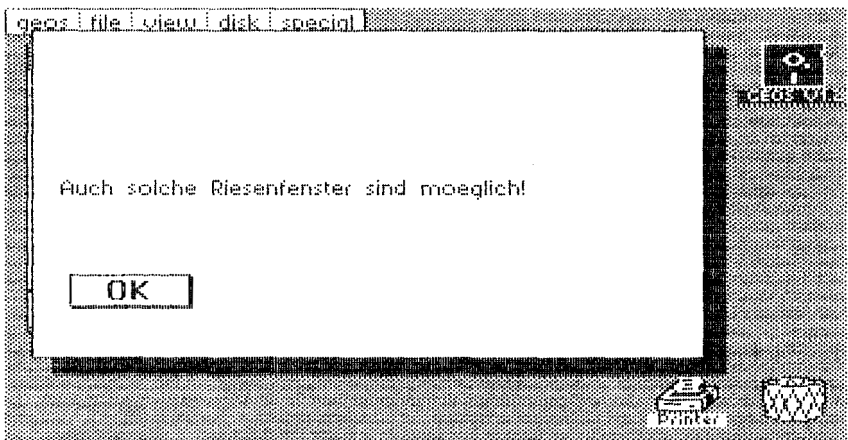 geos file view disk special
Auch solche Riesenfenster sind moeglich!
OK
Printer